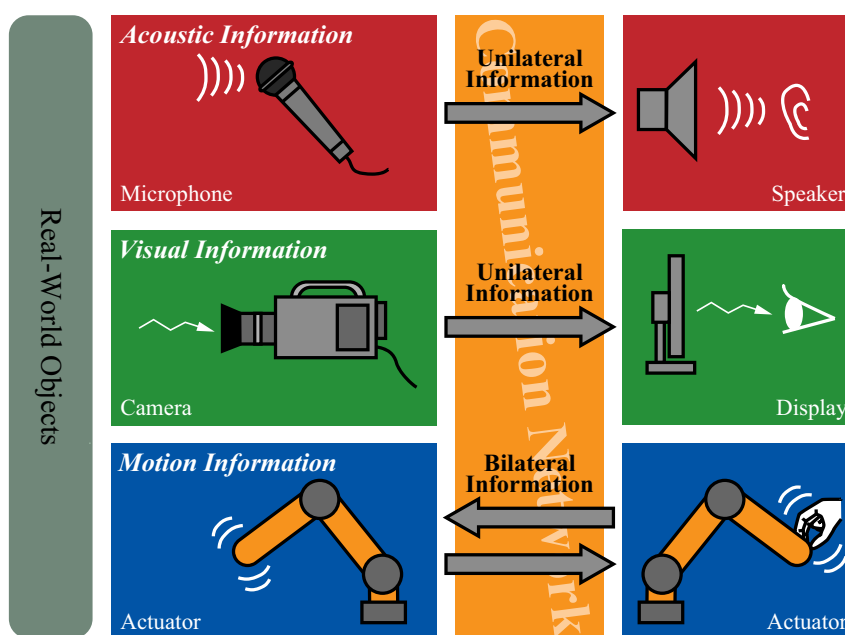 Real-World Objects
Acoustic Information
Microphone
Unilateral
Information
Speaker
Visual Information
Camera
Unilateral
Information
Display
Motion Information
Actuator
Bilateral
Information
Actuator
Communication Network